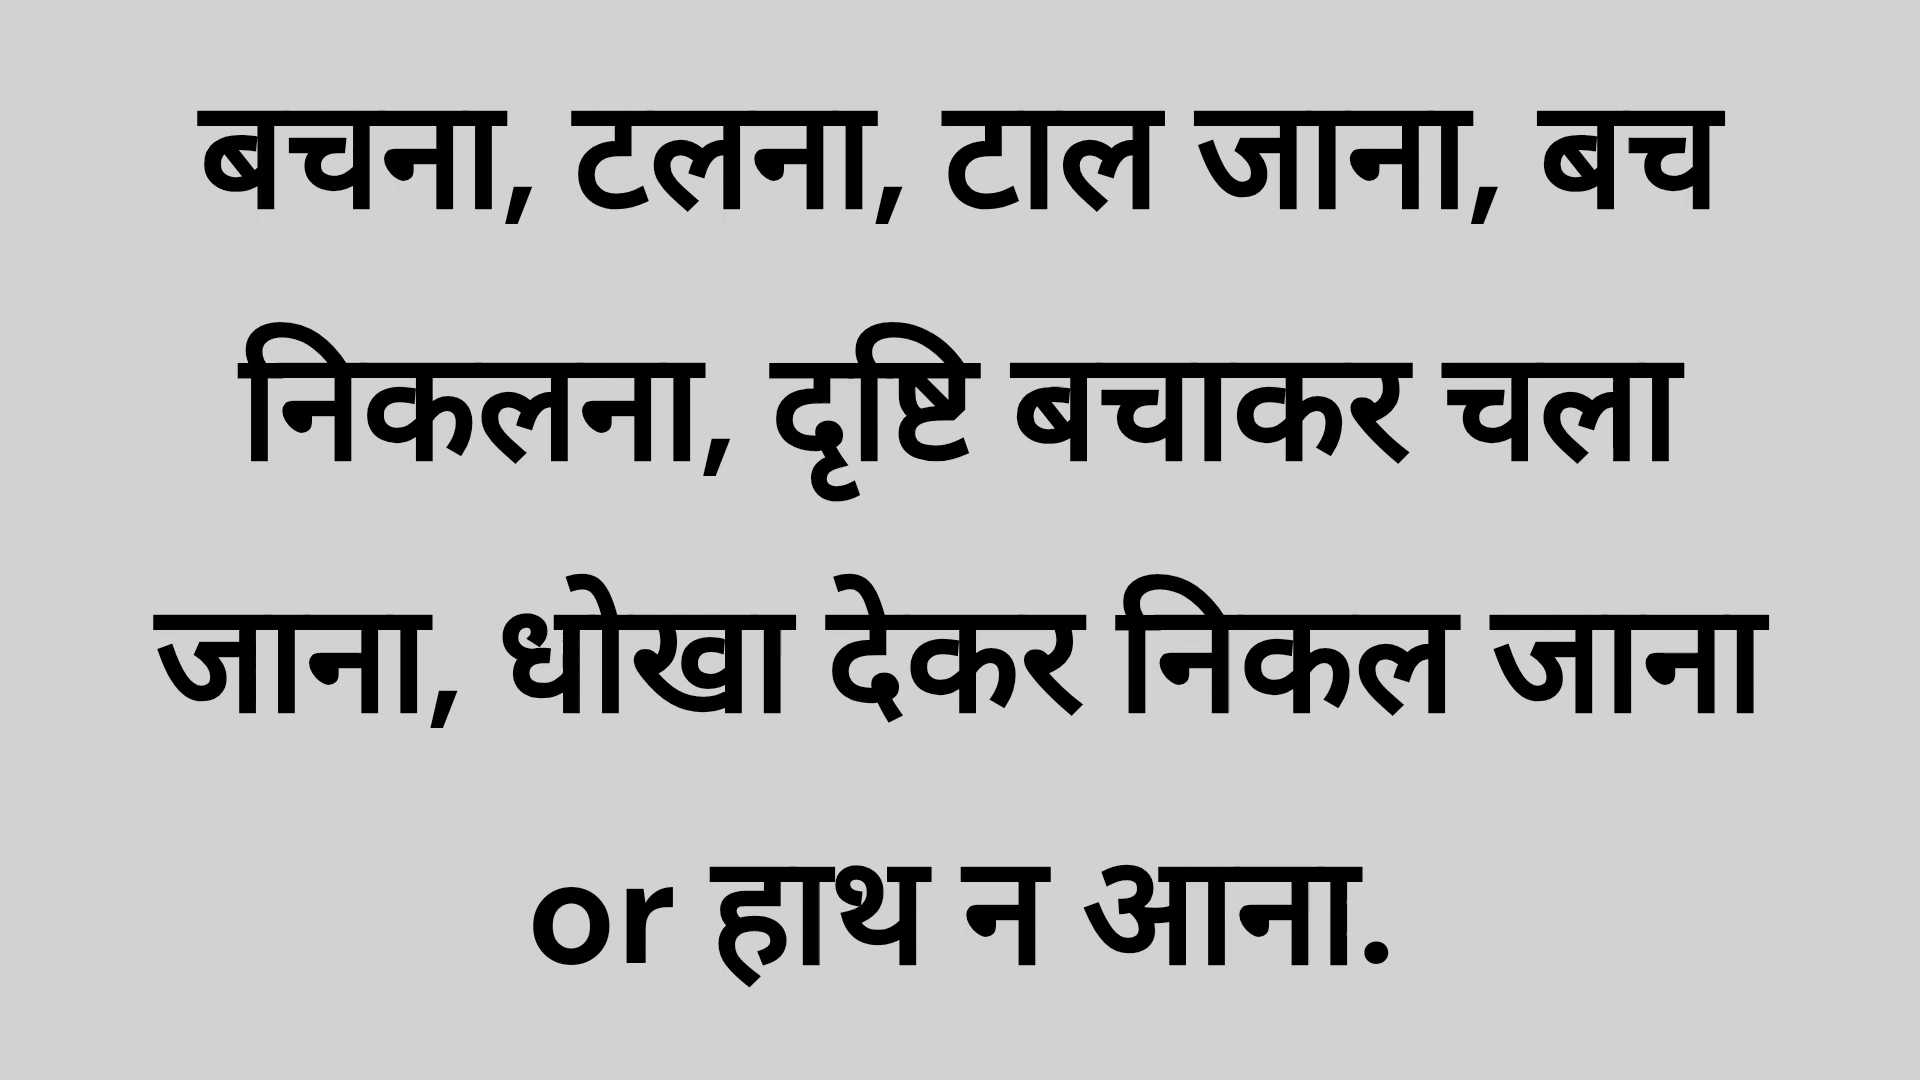 बचना, टलना, टाल जाना, बच
निकलना, दृष्टि बचाकर चला
जाना, धोखा देकर निकल जाना
or हाथ न आना.